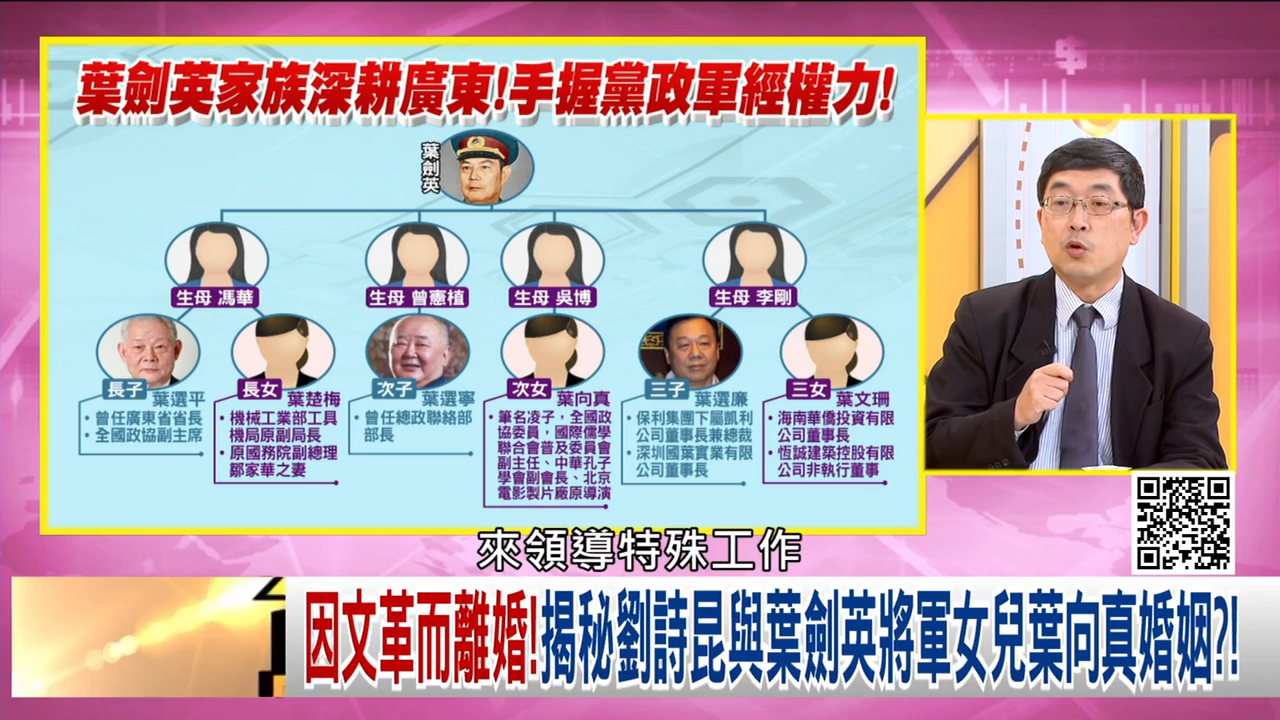 葉劍英家族深耕廣東!手握黨政軍經權力!
葉劍英
生母 馮華
生母 曾憲植
生母 吳博
生母 李剛
長子 葉選平
・曾任廣東省省長
・全國政協副主席
長女 葉楚梅
・機械工業部工具
機局原副局長
・原國務院副總理
鄒家華之妻
次子 葉選寧
・曾任總政聯絡部
部長
次女 葉向真
・筆名凌子，全國政
協委員，國際儒學
聯合會普及委員會
副主任、中華孔子
學會副會長、北京
電影製片廠原導演
三子 葉選廉
・保利集團下屬凱利
公司董事長兼總裁
・深圳國葉實業有限
公司董事長
三女 葉文珊
・海南華僑投資有限
公司董事長
・恆誠建築控股有限
公司非執行董事
來領導特殊工作
因文革而離婚!揭秘劉詩昆與葉劍英將軍女兒葉向真婚姻?!